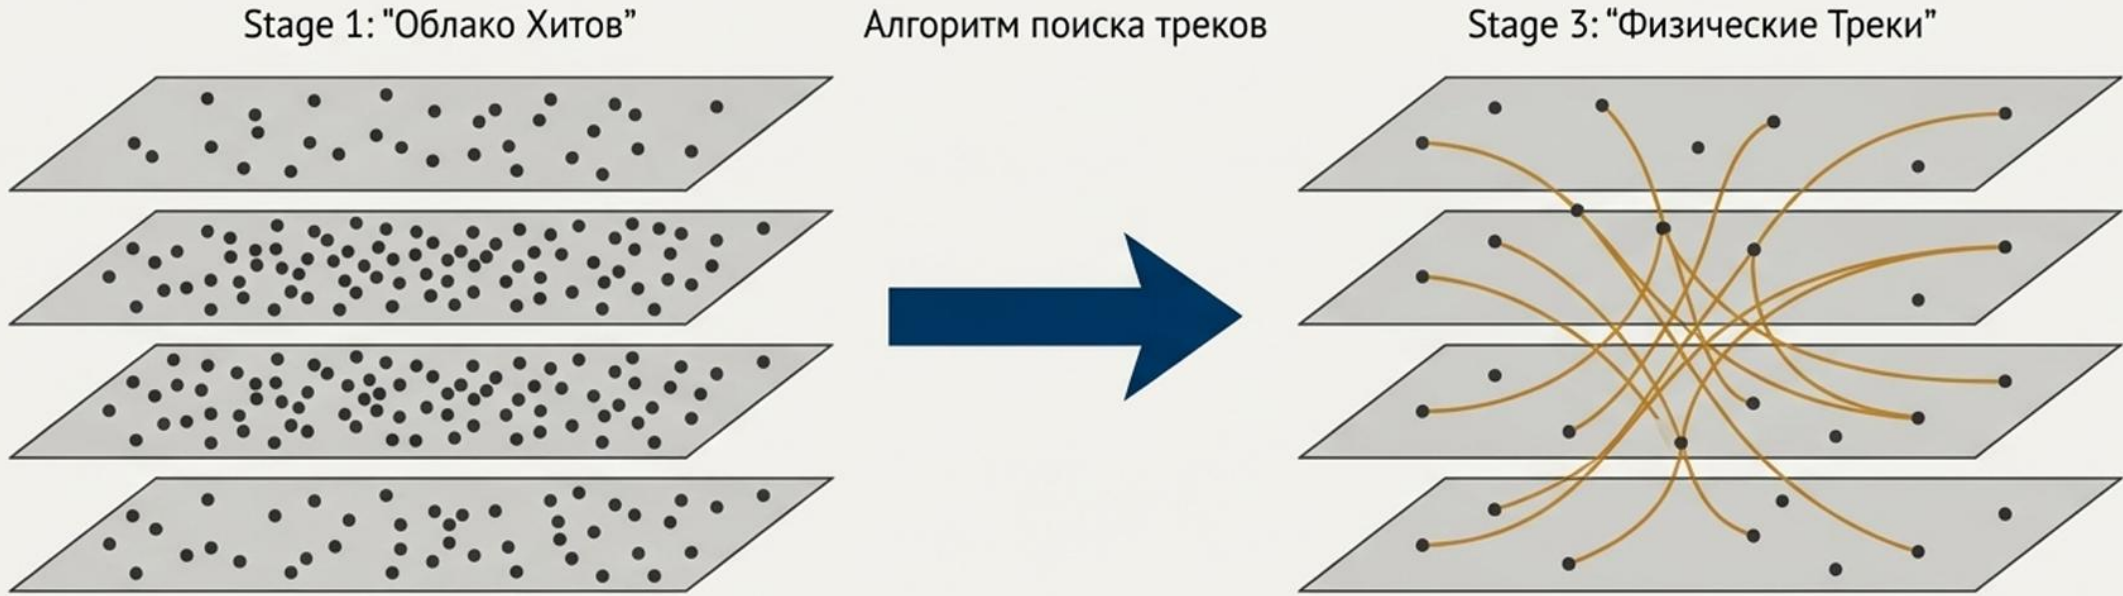 Stage 1: "Облако Хитов”
Алгоритм поиска треков
Stage 3: “Физические Треки”